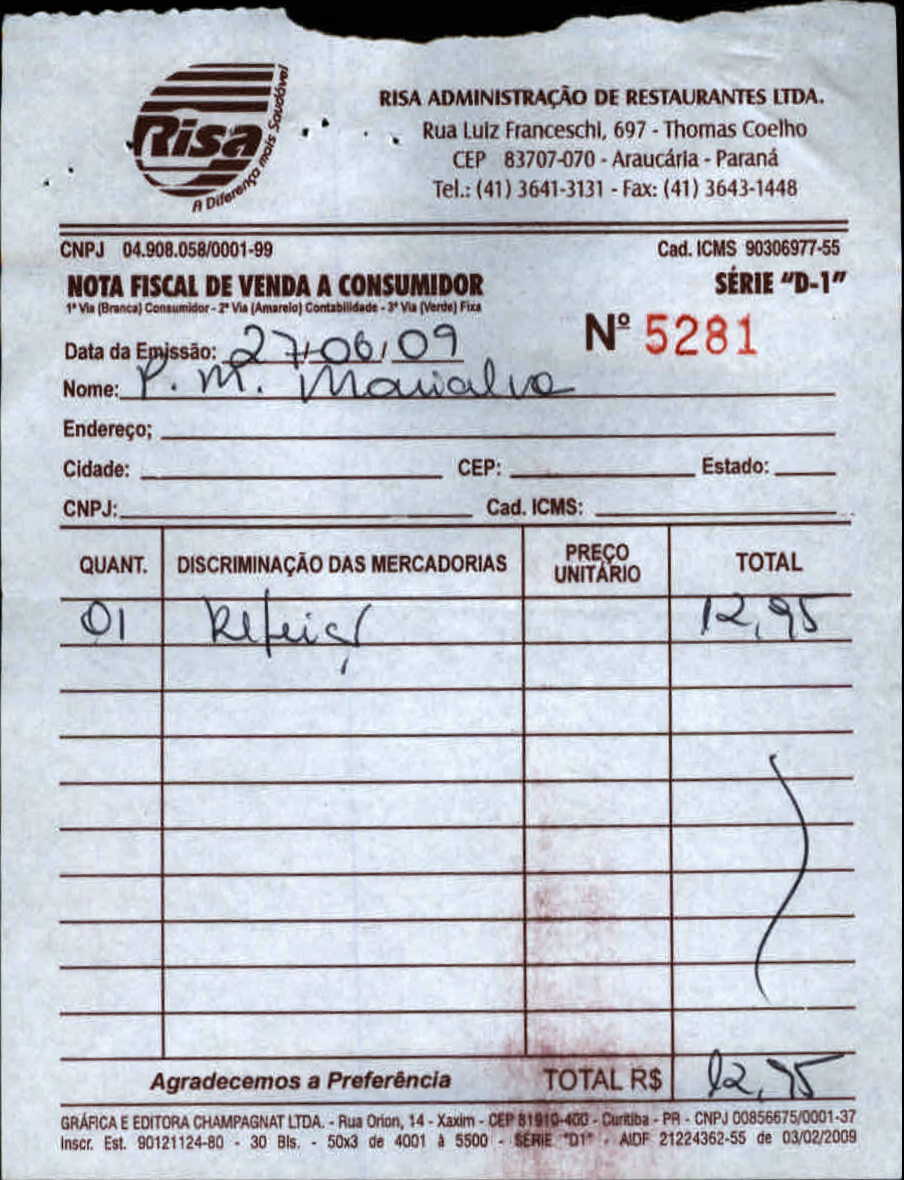 Risa
A Diferença mais Saudável
RISA ADMINISTRAÇÃO DE RESTAURANTES LTDA.
Rua Luiz Franceschi, 697 - Thomas Coelho
CEP 83707-070 - Araucária - Paraná
Tel.: (41) 3641-3131 - Fax: (41) 3643-1448
CNPJ 04.908.058/0001-99 Cad. ICMS 90306977-55
NOTA FISCAL DE VENDA A CONSUMIDOR SÉRIE "D-1"
1ª Via (Branca) Consumidor - 2ª Via (Amarelo) Contabilidade - 3ª Via (Verde) Fixa
Nº 5281
Data da Emissão: 27/06/09
Nome: P. M. Marialva
Endereço;
Cidade: CEP: Estado:
CNPJ: Cad. ICMS:
QUANT. DISCRIMINAÇÃO DAS MERCADORIAS PREÇO UNITÁRIO TOTAL
01 Refeiç 12,95
Agradecemos a Preferência TOTAL R$ 12,95
GRÁFICA E EDITORA CHAMPAGNAT LTDA. - Rua Orion, 14 - Xaxim - CEP 81910-400 - Curitiba - PR - CNPJ 00856675/0001-37
Inscr. Est. 90121124-80 - 30 Bls. - 50x3 de 4001 à 5500 - SÉRIE "D1" - AIDF 21224362-55 de 03/02/2009